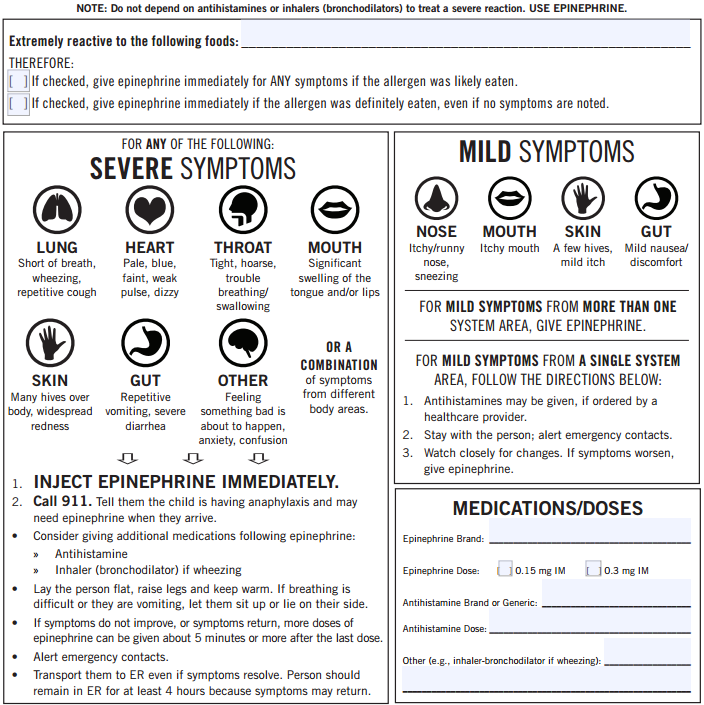 NOTE: Do not depend on antihistamines or inhalers (bronchodilators) to treat a severe reaction. USE EPINEPHRINE.
Extremely reactive to the following foods:
THEREFORE:
[ ] If checked, give epinephrine immediately for ANY symptoms if the allergen was likely eaten.
[ ] If checked, give epinephrine immediately if the allergen was definitely eaten, even if no symptoms are noted.
FOR ANY OF THE FOLLOWING:
SEVERE SYMPTOMS
LUNG
Short of breath,
wheezing,
repetitive cough
HEART
Pale, blue,
faint, weak
pulse, dizzy
THROAT
Tight, hoarse,
trouble
breathing/
swallowing
MOUTH
Significant
swelling of the
tongue and/or lips
SKIN
Many hives over
body, widespread
redness
GUT
Repetitive
vomiting, severe
diarrhea
OTHER
Feeling
something bad is
about to happen,
anxiety, confusion
OR A
COMBINATION
of symptoms
from different
body areas.
1. INJECT EPINEPHRINE IMMEDIATELY.
2. Call 911. Tell them the child is having anaphylaxis and may
need epinephrine when they arrive.
• Consider giving additional medications following epinephrine:
» Antihistamine
» Inhaler (bronchodilator) if wheezing
• Lay the person flat, raise legs and keep warm. If breathing is
difficult or they are vomiting, let them sit up or lie on their side.
• If symptoms do not improve, or symptoms return, more doses of
epinephrine can be given about 5 minutes or more after the last dose.
• Alert emergency contacts.
• Transport them to ER even if symptoms resolve. Person should
remain in ER for at least 4 hours because symptoms may return.
MILD SYMPTOMS
NOSE
Itchy/runny
nose,
sneezing
MOUTH
Itchy mouth
SKIN
A few hives,
mild itch
GUT
Mild nausea/
discomfort
FOR MILD SYMPTOMS FROM MORE THAN ONE
SYSTEM AREA, GIVE EPINEPHRINE.
FOR MILD SYMPTOMS FROM A SINGLE SYSTEM
AREA, FOLLOW THE DIRECTIONS BELOW:
1. Antihistamines may be given, if ordered by a
healthcare provider.
2. Stay with the person; alert emergency contacts.
3. Watch closely for changes. If symptoms worsen,
give epinephrine.
MEDICATIONS/DOSES
Epinephrine Brand:
Epinephrine Dose: [ ] 0.15 mg IM [ ] 0.3 mg IM
Antihistamine Brand or Generic:
Antihistamine Dose:
Other (e.g., inhaler-bronchodilator if wheezing):